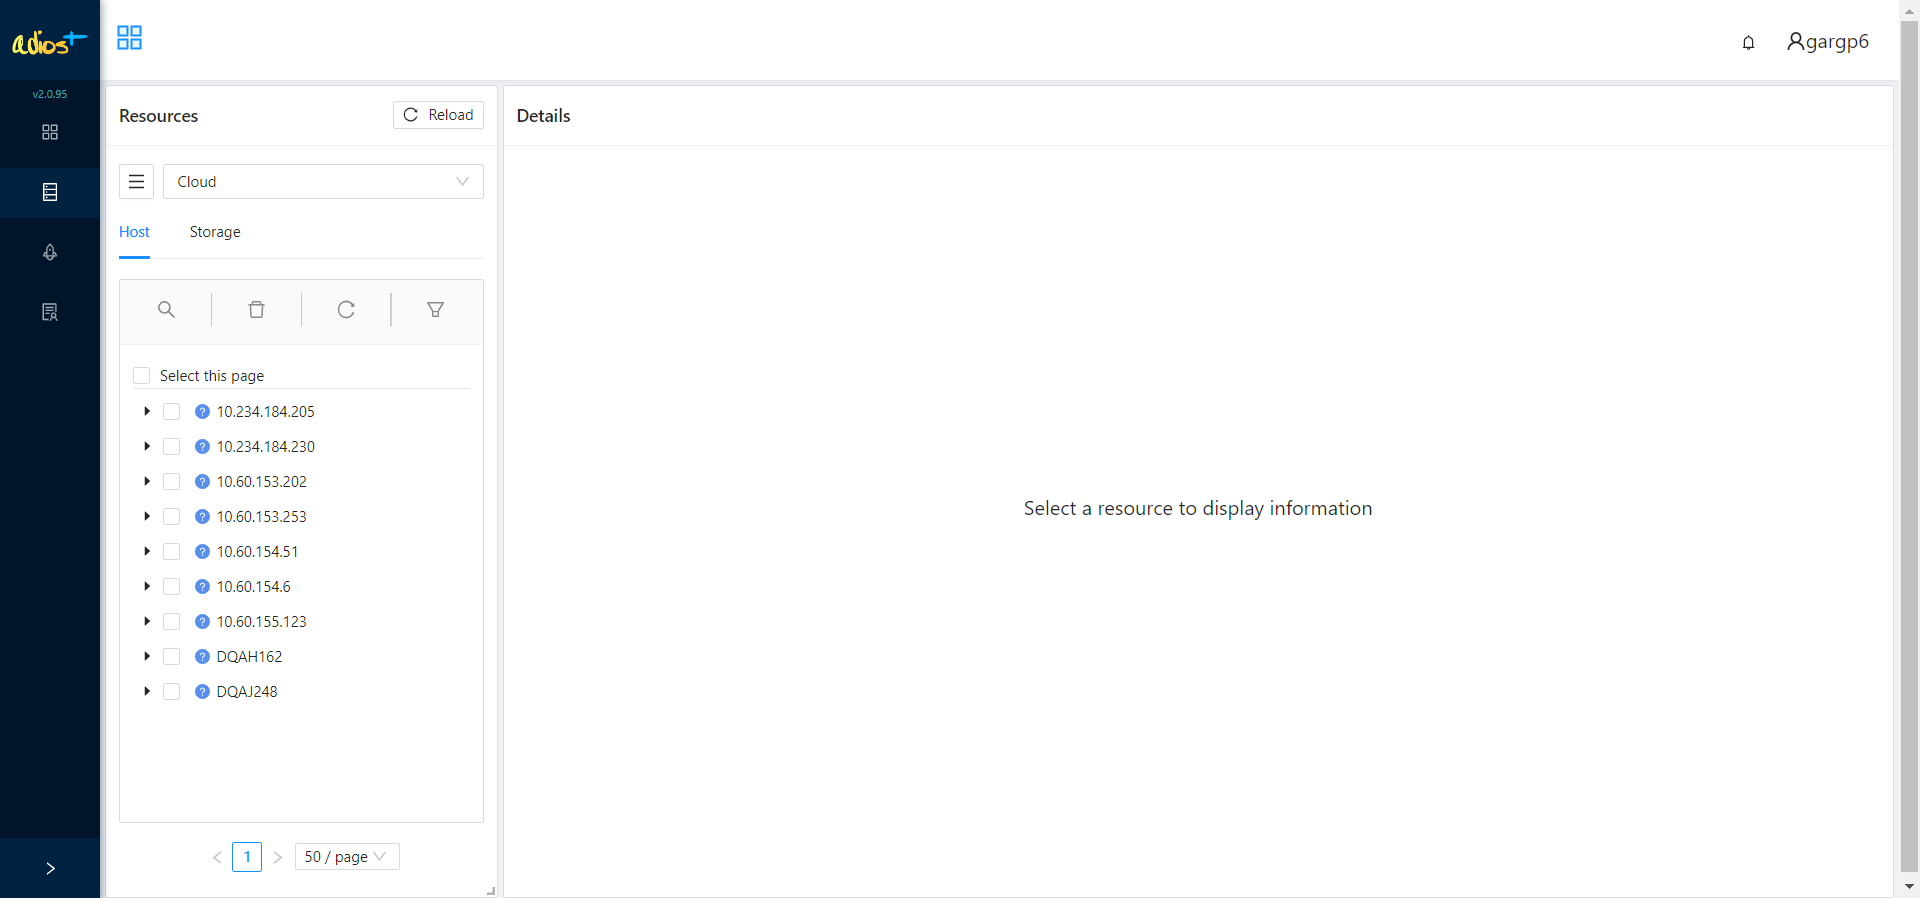 adios+
gargp6
v2.0.95
Resources
Reload
Details
Cloud
Host
Storage
Select this page
10.234.184.205
10.234.184.230
10.60.153.202
10.60.153.253
10.60.154.51
10.60.154.6
10.60.155.123
DQAH162
DQAJ248
Select a resource to display information
1
50 / page